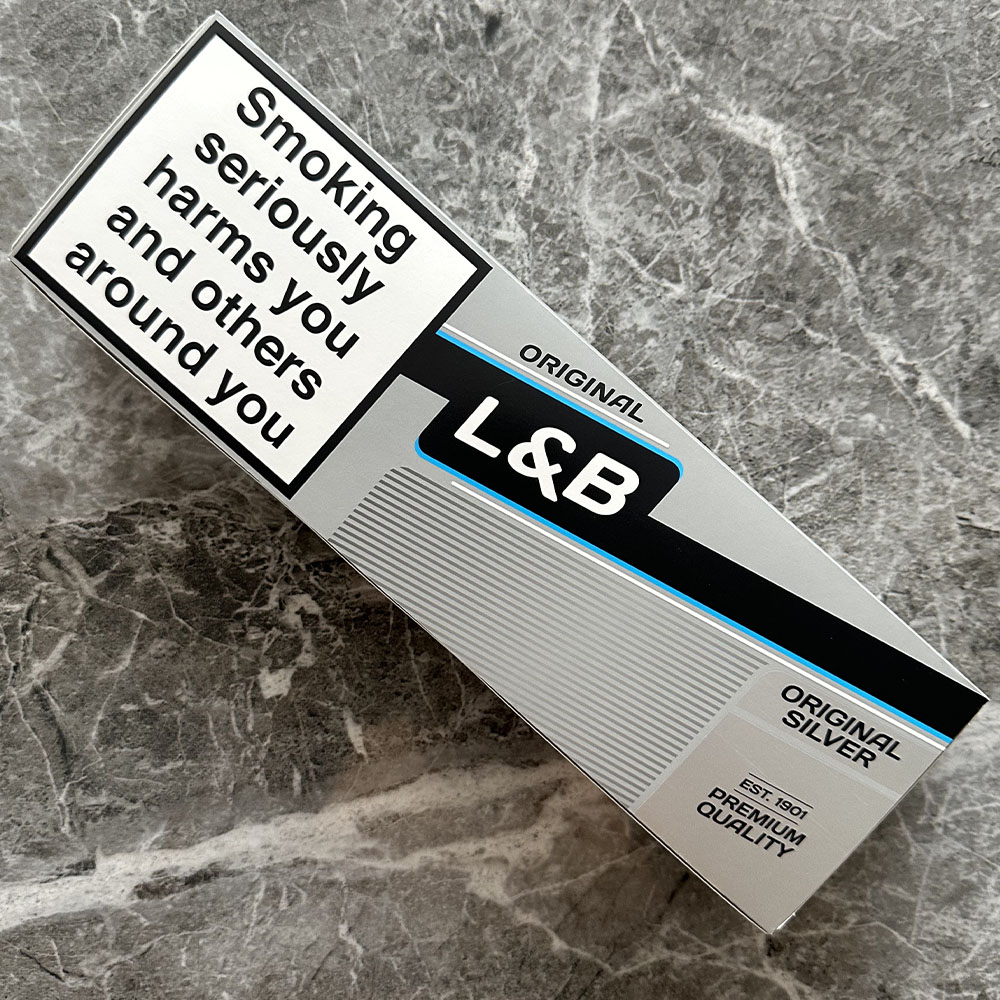 Smoking
seriously
harms you
and others
around you
ORIGINAL
L&B
ORIGINAL
SILVER
EST. 1901
PREMIUM
QUALITY